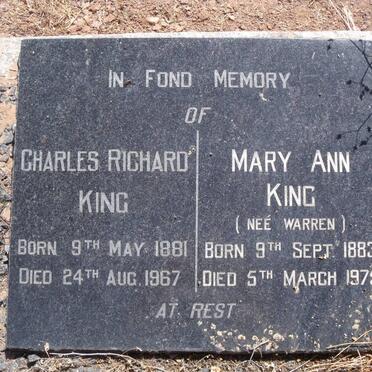 IN FOND MEMORY
OF
CHARLES RICHARD
KING
BORN 9TH MAY 1881
DIED 24TH AUG. 1967
MARY ANN
KING
(NEÉ WARREN)
BORN 9TH SEPT. 1883
DIED 5TH MARCH
AT REST